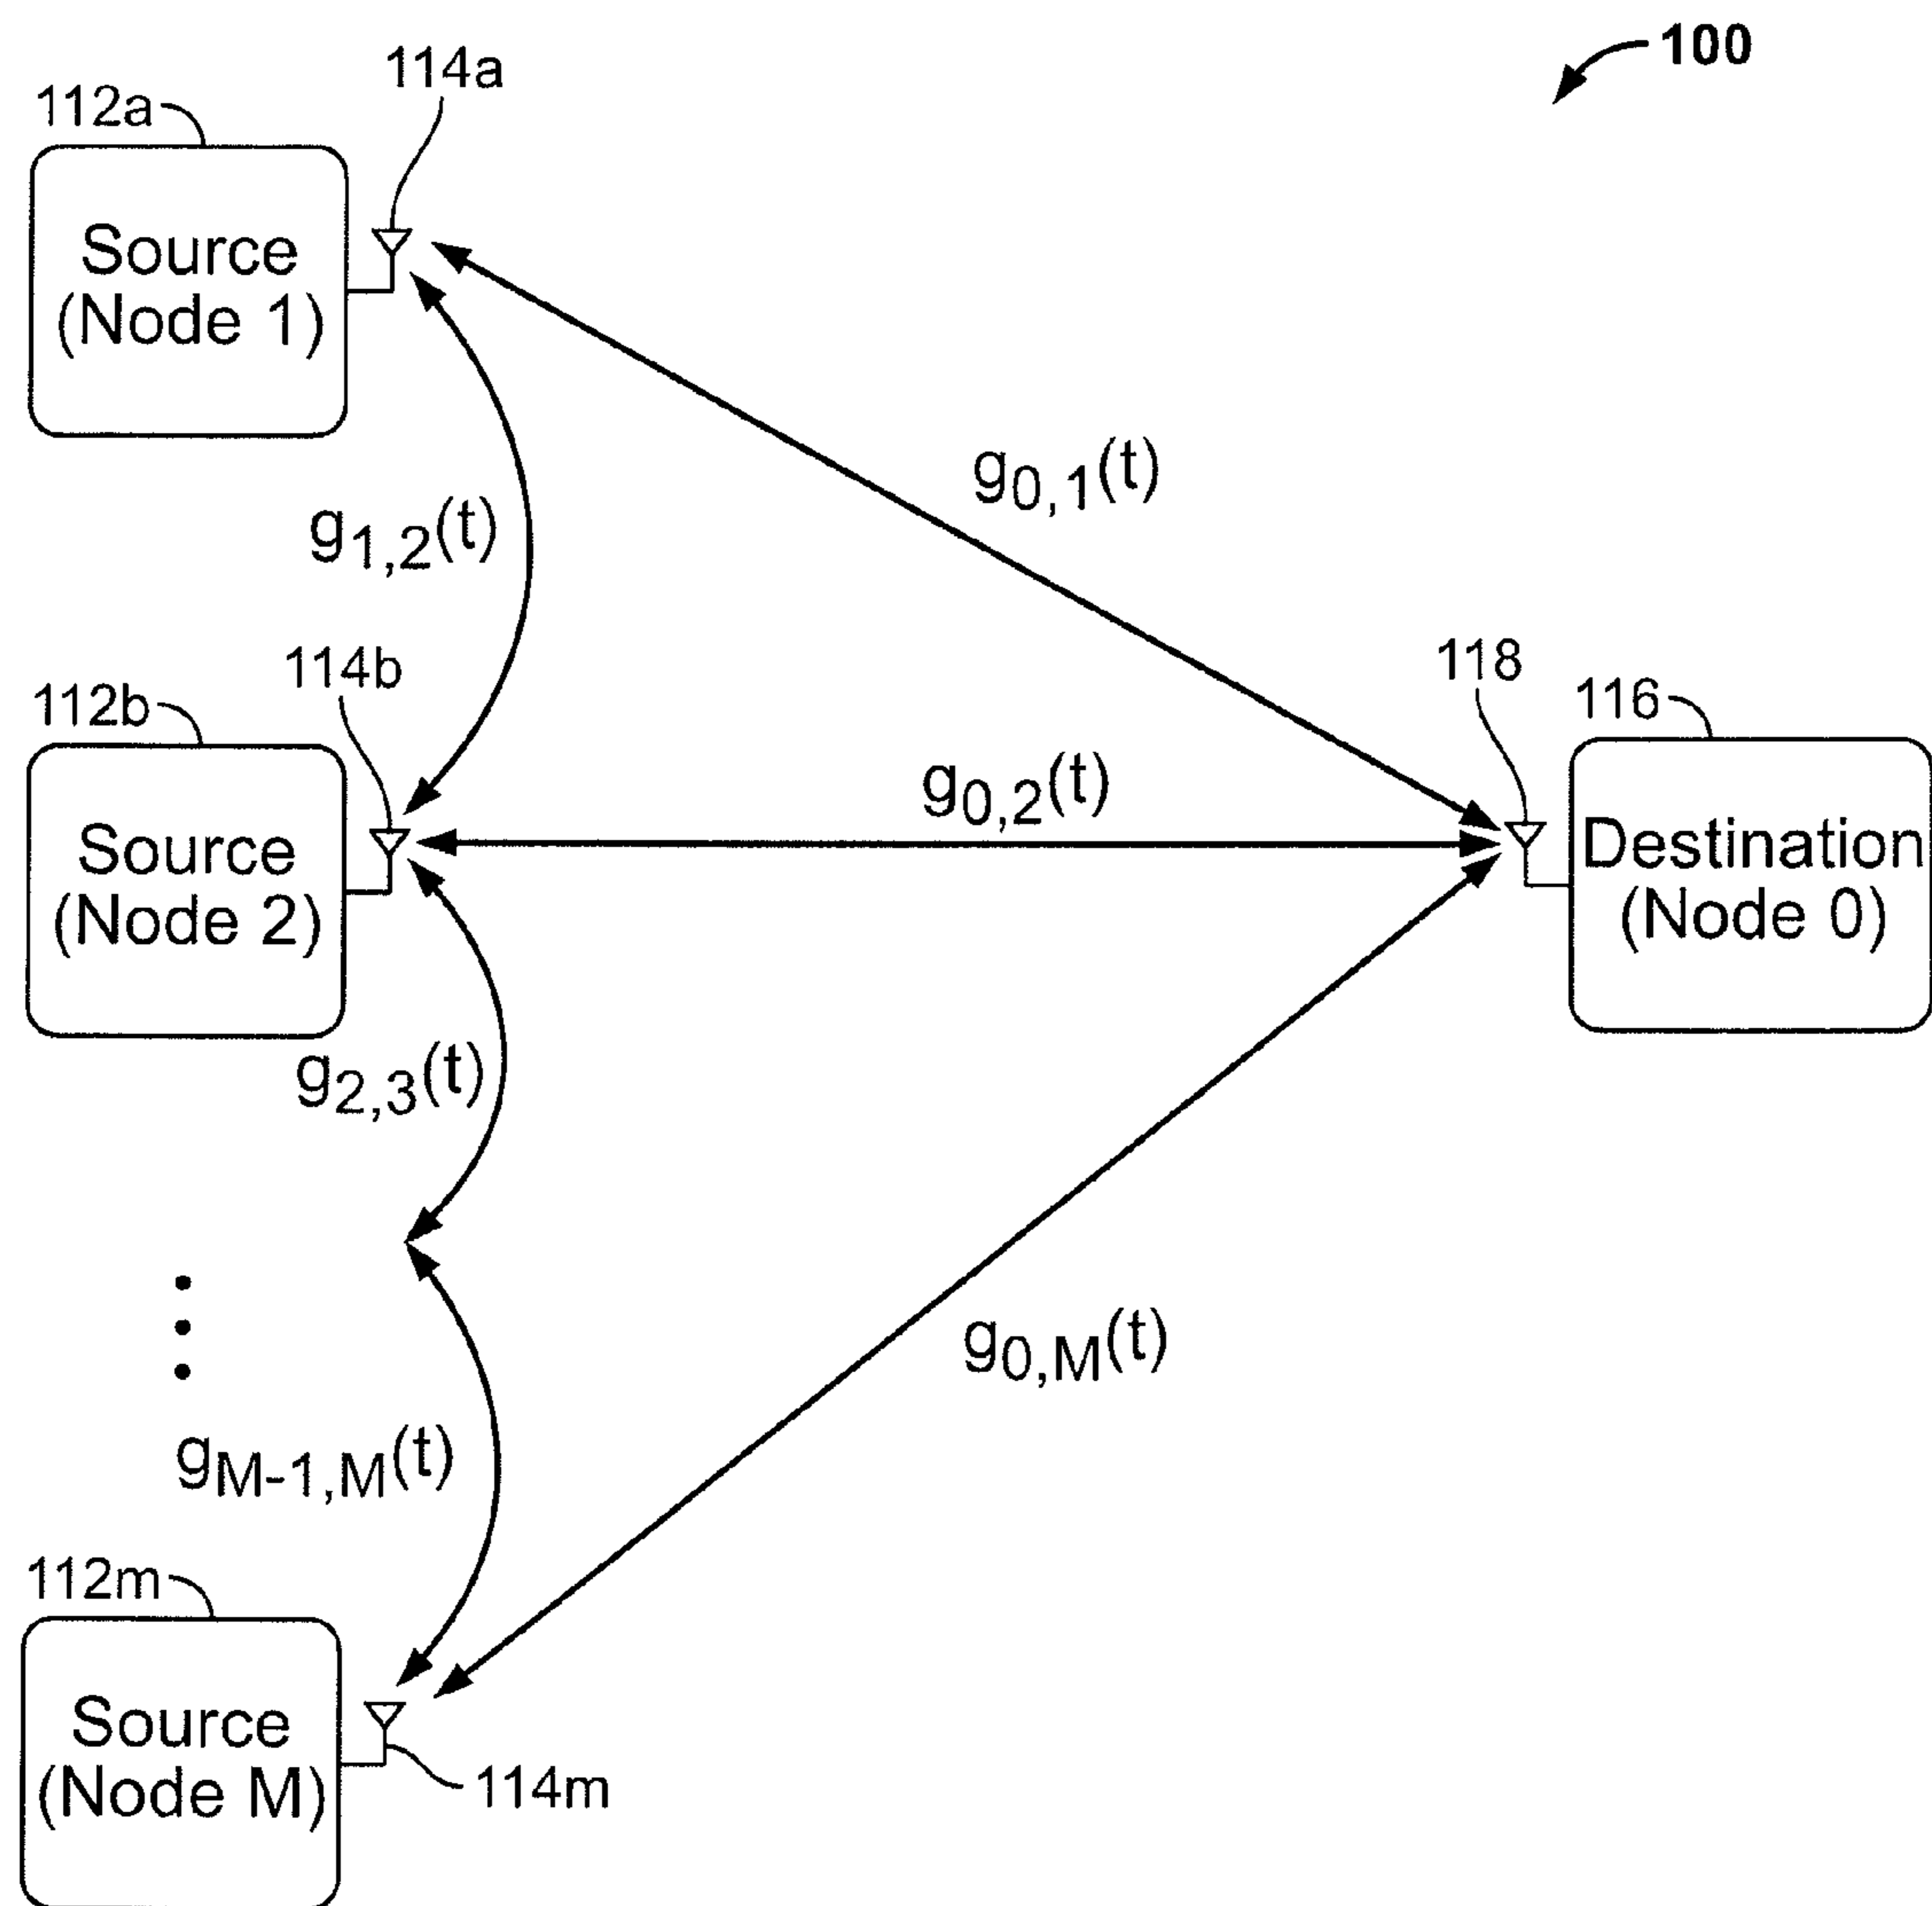 100
114a
112a
Source
(Node 1)
g0,1(t)
g1,2(t)
114b
112b
118
116
g0,2(t)
Source
(Node 2)
Destination
(Node 0)
g2,3(t)
g0,M(t)
gM-1,M(t)
112m
Source
(Node M)
114m